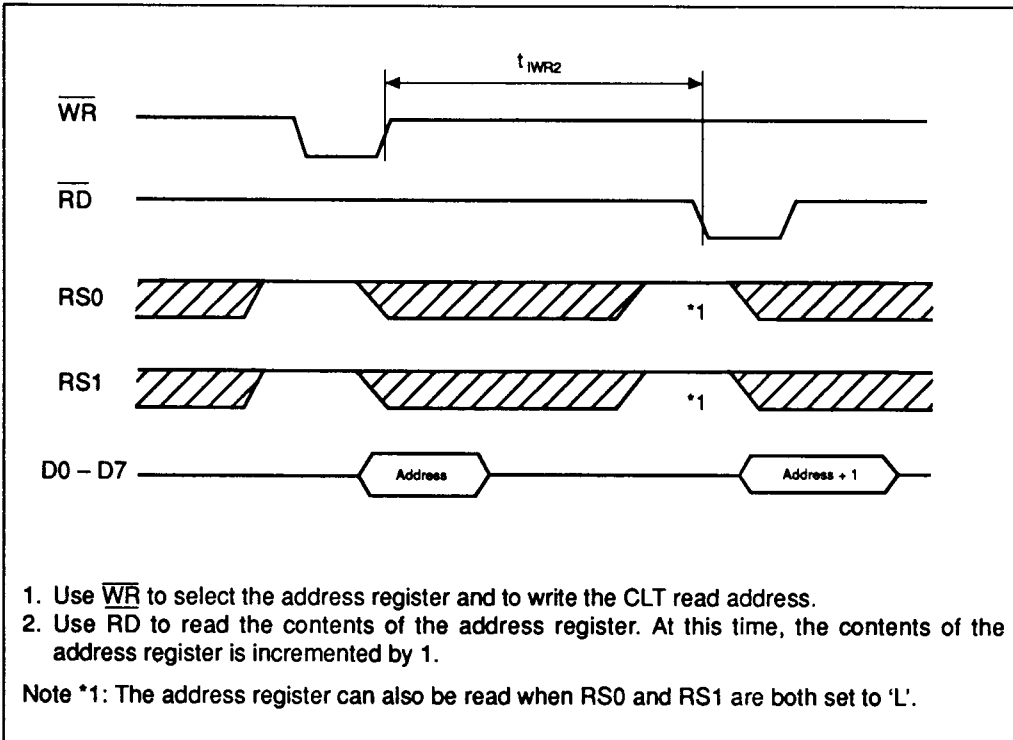 t IWR2
WR
RD
RS0
*1
RS1
*1
D0 – D7
Address
Address + 1
1. Use WR to select the address register and to write the CLT read address.
2. Use RD to read the contents of the address register. At this time, the contents of the
address register is incremented by 1.
Note *1: The address register can also be read when RS0 and RS1 are both set to ‘L’.